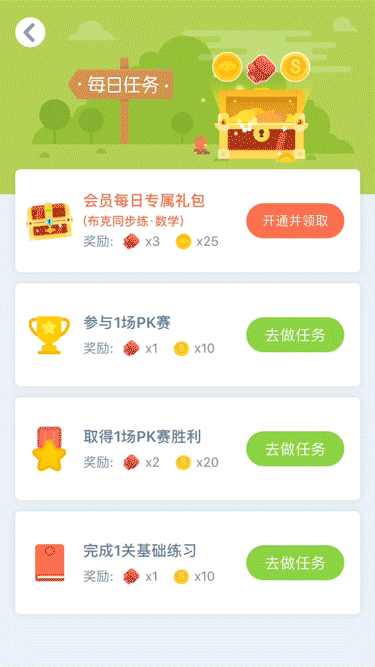 每日任务
S
会员每日专属礼包
(布克同步练·数学)
奖励: x3 x25
开通并领取
参与1场PK赛
奖励: x1 S x10
去做任务
取得1场PK赛胜利
奖励: x2 S x20
去做任务
完成1关基础练习
奖励: x1 S x10
去做任务